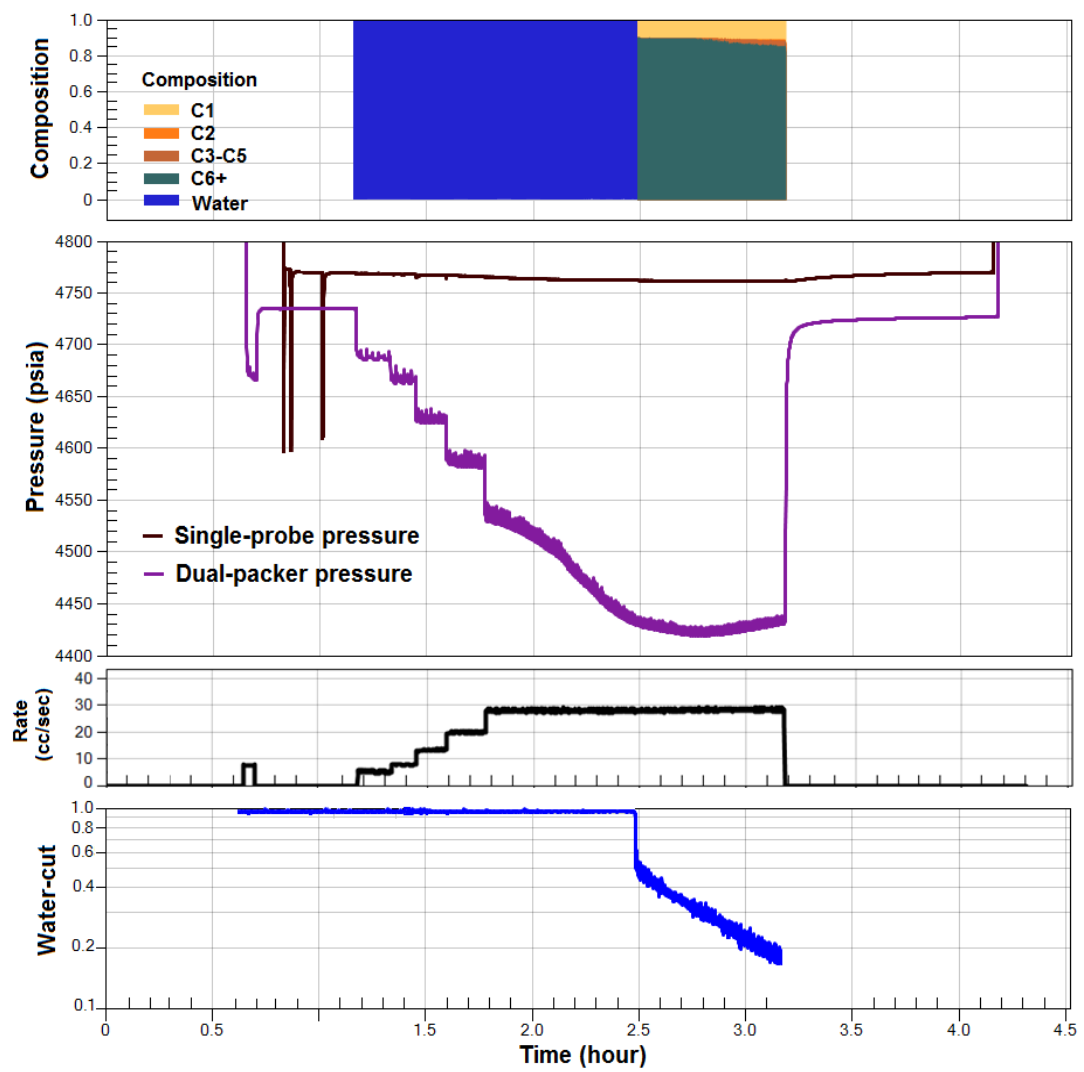 Composition
1.0
0.8
0.6
0.4
0.2
0
Composition
C1
C2
C3-C5
C6+
Water
Pressure (psia)
4800
4750
4700
4650
4600
4550
4500
4450
4400
Single-probe pressure
Dual-packer pressure
Rate
(cc/sec)
40
30
20
10
0
Water-cut
1.0
0.8
0.6
0.4
0.2
0.1
0 0.5 1.5 2.0 2.5 3.0 3.5 4.0 4.5
Time (hour)